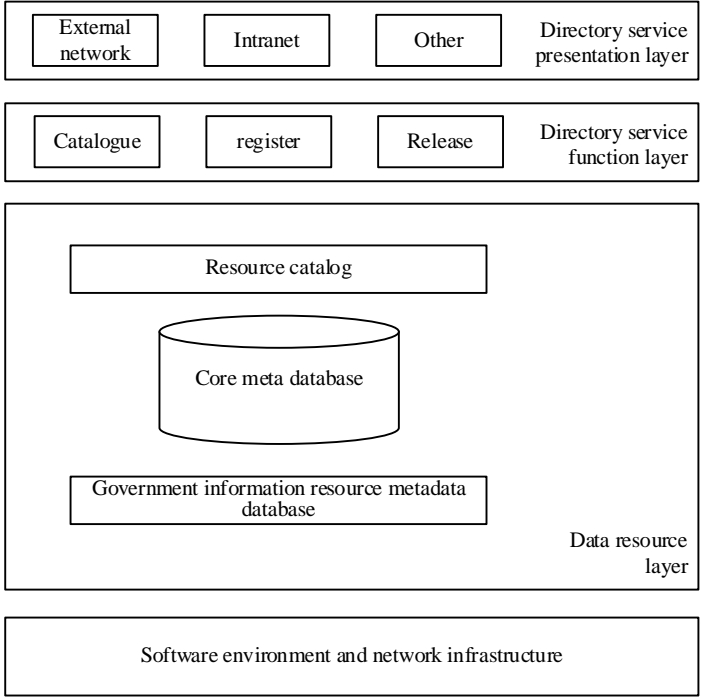 External
network
Intranet
Other
Directory service
presentation layer
Catalogue
register
Release
Directory service
function layer
Resource catalog
Core meta database
Government information resource metadata
database
Data resource
layer
Software environment and network infrastructure